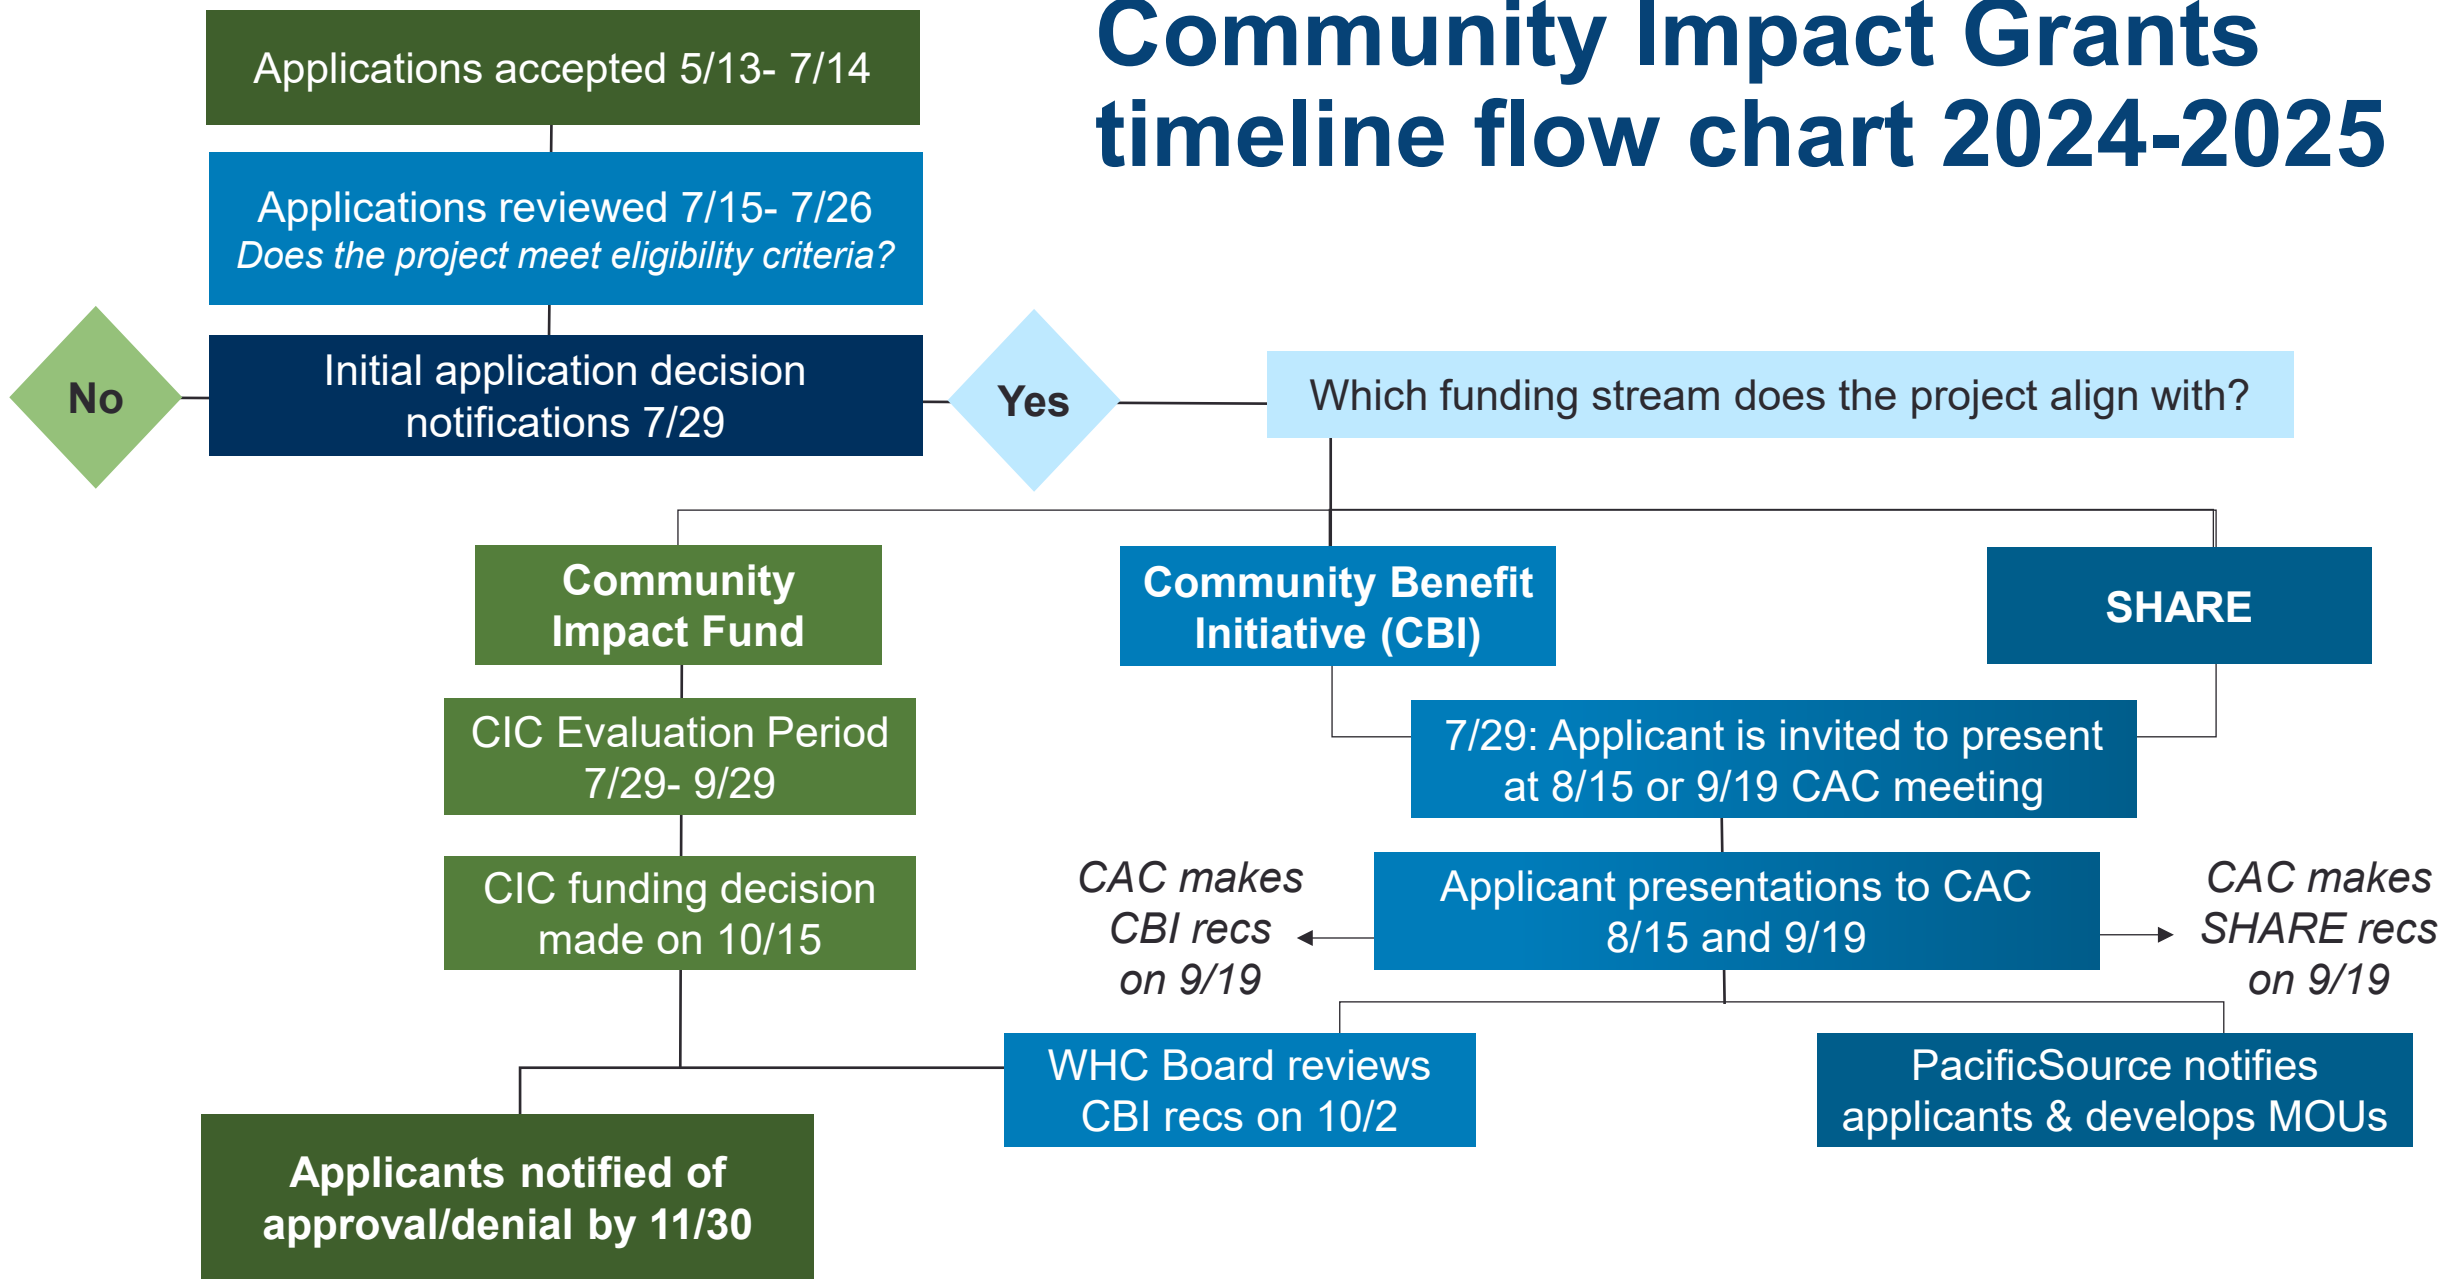 Community Impact Grants
timeline flow chart 2024-2025
Applications accepted 5/13- 7/14
Applications reviewed 7/15- 7/26
Does the project meet eligibility criteria?
No
Initial application decision
notifications 7/29
Yes
Which funding stream does the project align with?
Community
Impact Fund
Community Benefit
Initiative (CBI)
SHARE
CIC Evaluation Period
7/29- 9/29
7/29: Applicant is invited to present
at 8/15 or 9/19 CAC meeting
CIC funding decision
made on 10/15
CAC makes
CBI recs
on 9/19
Applicant presentations to CAC
8/15 and 9/19
CAC makes
SHARE recs
on 9/19
WHC Board reviews
CBI recs on 10/2
PacificSource notifies
applicants & develops MOUs
Applicants notified of
approval/denial by 11/30